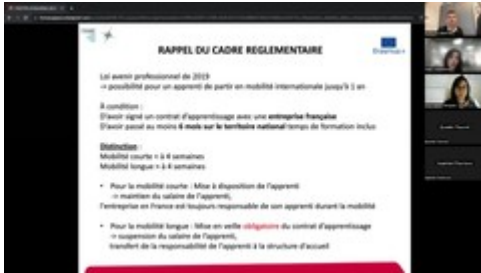 RAPPEL DU CADRE REGLEMENTAIRE
Erasmus+
Loi avenir professionnel de 2019
-> possibilité pour un apprenti de partir en mobilité internationale jusqu'à 1 an
À condition :
D'avoir signé un contrat d'apprentissage avec une entreprise française
D'avoir passé au moins 6 mois sur le territoire national temps de formation inclus
Distinction :
Mobilité courte = à 4 semaines
Mobilité longue = à 4 semaines
• Pour la mobilité courte : Mise à disposition de l'apprenti
-> maintien du salaire de l'apprenti,
l'entreprise en France est toujours responsable de son apprenti durant la mobilité
• Pour la mobilité longue : Mise en veille obligatoire du contrat d'apprentissage
-> suspension du salaire de l'apprenti,
transfert de la responsabilité de l'apprenti à la structure d'accueil